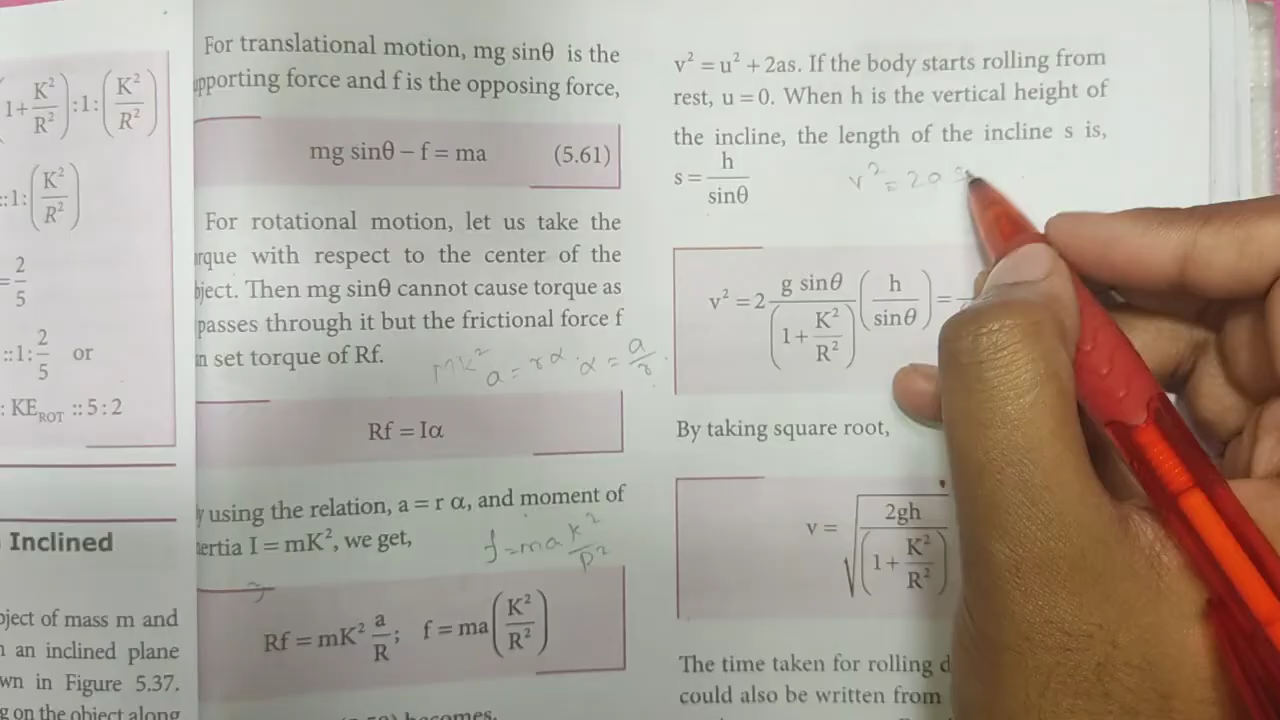 (1+K²/R²):1:(K²/R²)
::1:(K²/R²)
=2/5
::1:2/5 or
: KE_ROT ::5:2
Inclined
of mass m and
an inclined plane
in Figure 5.37.
on the object along
For translational motion, mg sinθ is the
force and f is the opposing force,
mg sinθ – f = ma (5.61)
For rotational motion, let us take the
with respect to the center of the
Then mg sinθ cannot cause torque as
passes through it but the frictional force f
set torque of Rf.
MK² a = rα α = a/r
Rf = Iα
using the relation, a = r α, and moment of
I = mK², we get,
f = ma K²/R²
Rf = mK² a/R; f = ma(K²/R²)
becomes,
v² = u² + 2as. If the body starts rolling from
rest, u = 0. When h is the vertical height of
the incline, the length of the incline s is,
s = h/sinθ
v² = 2a
v² = 2 g sinθ/(1+K²/R²) (h/sinθ) =
By taking square root,
v = √(2gh/(1+K²/R²))
The time taken for rolling
could also be written from